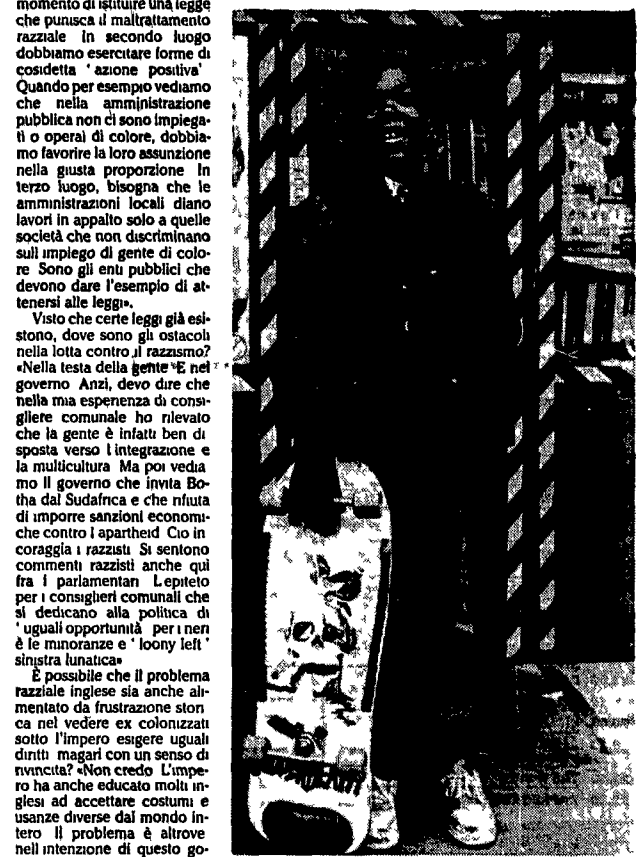 momento di istituire una legge
che punisca il maltrattamento
razziale In secondo luogo
dobbiamo esercitare forme di
cosidetta 'azione positiva'
Quando per esempio vediamo
che nella amministrazione
pubblica non ci sono impiega-
ti o operai di colore, dobbia-
mo favorire la loro assunzione
nella giusta proporzione In
terzo luogo, bisogna che le
amministrazioni locali diano
lavori in appalto solo a quelle
società che non discriminano
sull impiego di gente di colo-
re Sono gli enti pubblici che
devono dare l'esempio di at-
tenersi alle leggi».
Visto che certe leggi già esi-
stono, dove sono gli ostacoli
nella lotta contro il razzismo?
«Nella testa della gente E nel
governo Anzi, devo dire che
nella mia esperienza di consi-
gliere comunale ho rilevato
che la gente è infatti ben di
sposta verso l integrazione e
la multicultura Ma poi vedia
mo il governo che invita Bo-
tha dal Sudafrica e che rifiuta
di imporre sanzioni economi-
che contro l apartheid Cio in
coraggia i razzisti Si sentono
commenti razzisti anche qui
fra i parlamentari L epiteto
per i consiglieri comunali che
si dedicano alla politica di
'uguali opportunità per i neri
è le minoranze e 'loony left'
sinistra lunatica»
È possibile che il problema
razziale inglese sia anche ali-
mentato da frustrazione stori
ca nel vedere ex colonizzati
sotto l'impero esigere uguali
diritti magari con un senso di
rivincita? «Non credo L'impe-
ro ha anche educato molti in-
glesi ad accettare costumi e
usanze diverse dal mondo in-
tero Il problema è altrove
nell intenzione di questo go-